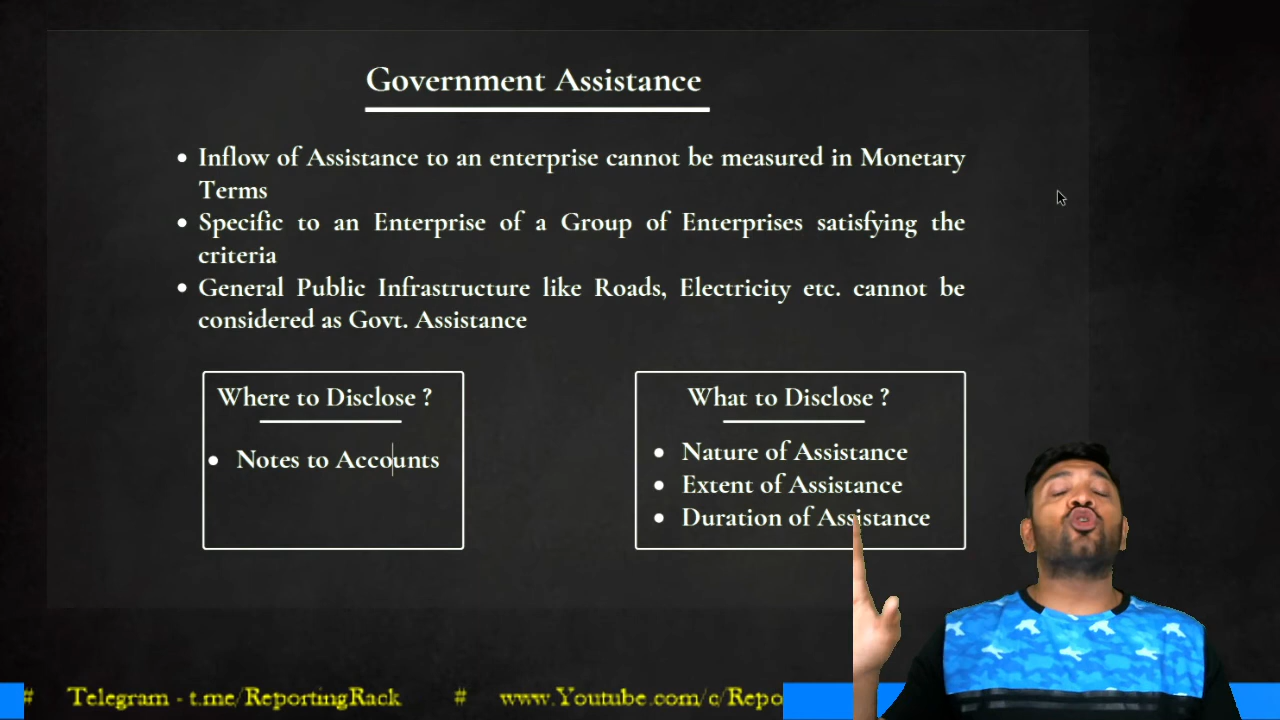 Government Assistance
• Inflow of Assistance to an enterprise cannot be measured in Monetary
Terms
• Specific to an Enterprise of a Group of Enterprises satisfying the
criteria
• General Public Infrastructure like Roads, Electricity etc. cannot be
considered as Govt. Assistance
Where to Disclose ?
• Notes to Accounts
What to Disclose ?
• Nature of Assistance
• Extent of Assistance
• Duration of Assistance
# Telegram - t.me/ReportingRack # www.Youtube.com/c/Repo